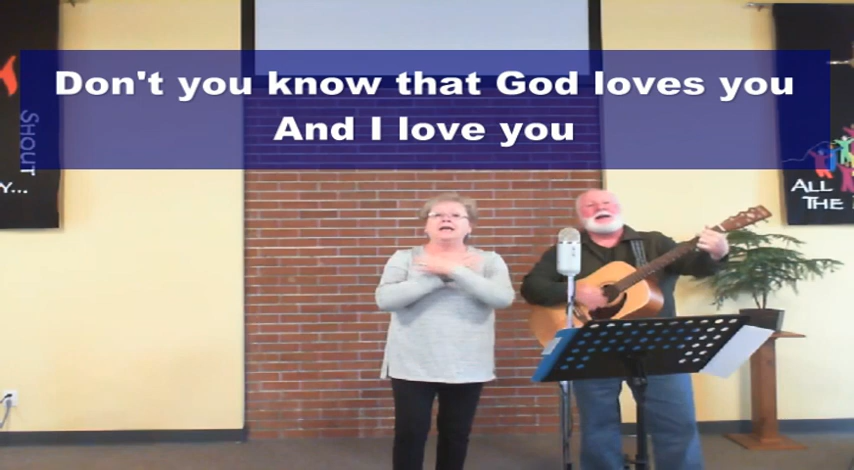 Don't you know that God loves you
And I love you
SHOUT
Y...
ALL
THE